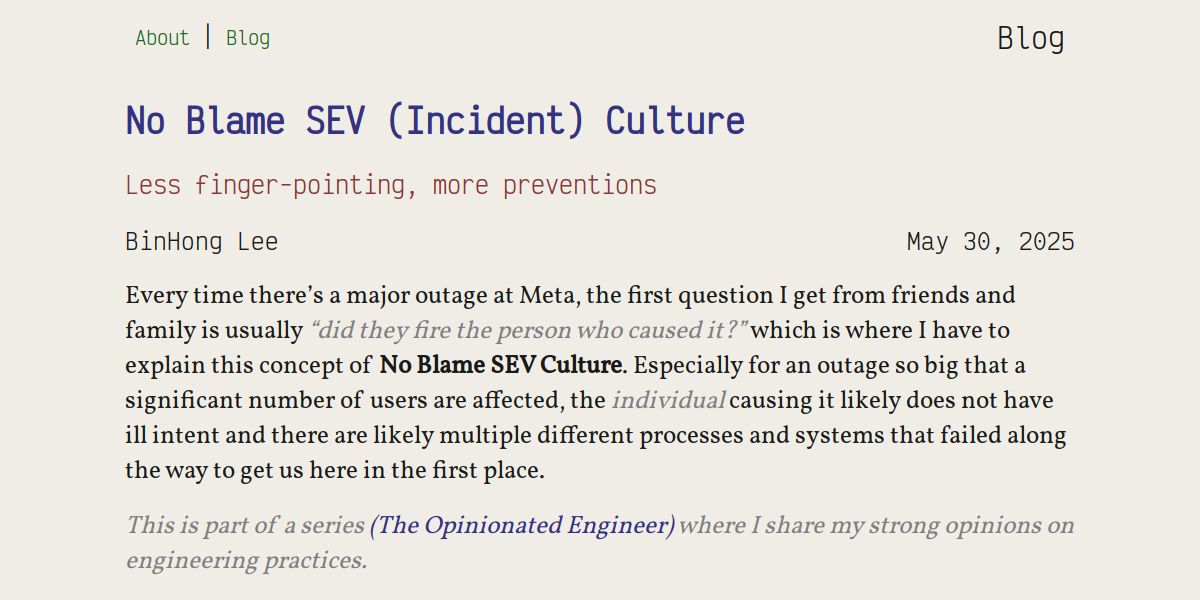 About | Blog
Blog
No Blame SEV (Incident) Culture
Less finger-pointing, more preventions
BinHong Lee
May 30, 2025
Every time there’s a major outage at Meta, the first question I get from friends and
family is usually “did they fire the person who caused it?” which is where I have to
explain this concept of No Blame SEV Culture. Especially for an outage so big that a
significant number of users are affected, the individual causing it likely does not have
ill intent and there are likely multiple different processes and systems that failed along
the way to get us here in the first place.
This is part of a series (The Opinionated Engineer) where I share my strong opinions on
engineering practices.